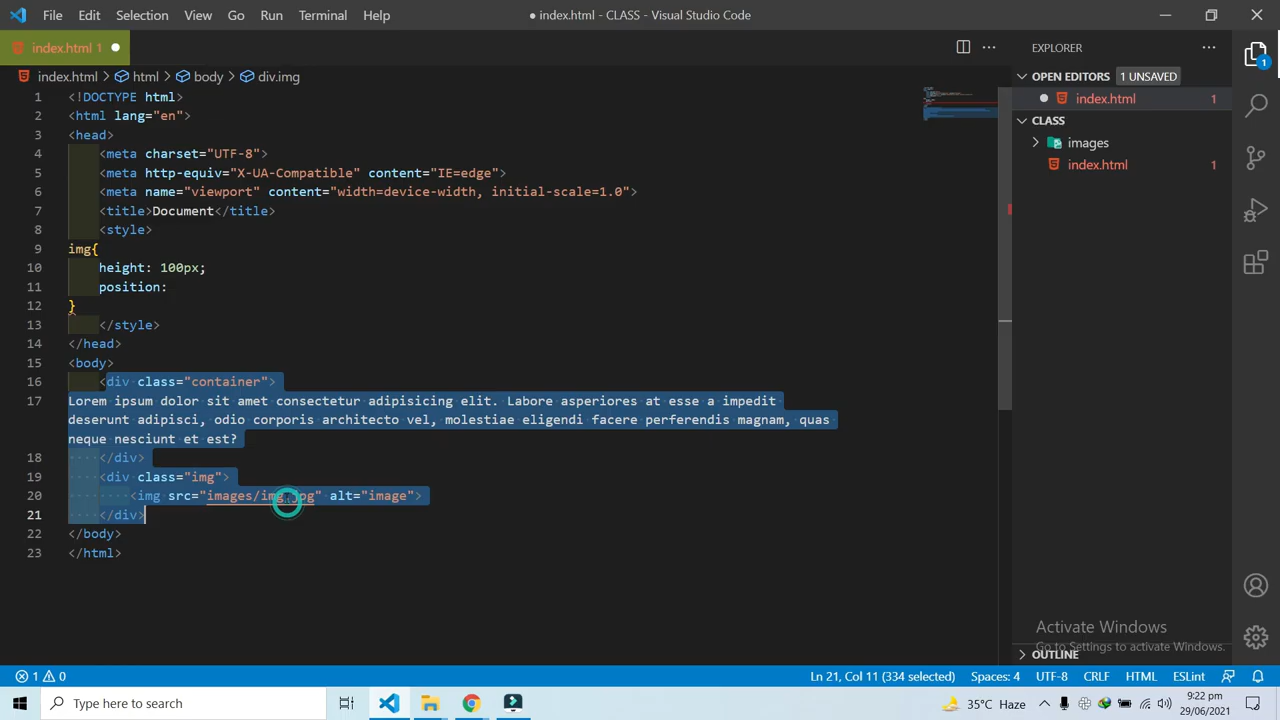 File Edit Selection View Go Run Terminal Help
● index.html - CLASS - Visual Studio Code
index.html 1
EXPLORER
index.html > html > body > div.img
OPEN EDITORS 1 UNSAVED
index.html 1
CLASS
images
index.html 1
1 <!DOCTYPE html>
2 <html lang="en">
3 <head>
4 <meta charset="UTF-8">
5 <meta http-equiv="X-UA-Compatible" content="IE=edge">
6 <meta name="viewport" content="width=device-width, initial-scale=1.0">
7 <title>Document</title>
8 <style>
9 img{
10 height: 100px;
11 position:
12 }
13 </style>
14 </head>
15 <body>
16 <div class="container">
17 Lorem ipsum dolor sit amet consectetur adipisicing elit. Labore asperiores at esse a impedit
deserunt adipisci, odio corporis architecto vel, molestiae eligendi facere perferendis magnam, quas
neque nesciunt et est?
18 </div>
19 <div class="img">
20 <img src="images/img.jpg" alt="image">
21 </div>
22 </body>
23 </html>
1
Activate Windows
Go to Settings to activate Windows.
OUTLINE
1 0
Ln 21, Col 11 (334 selected) Spaces: 4 UTF-8 CRLF HTML ESLint
Type here to search
35°C Haze
9:22 pm
29/06/2021